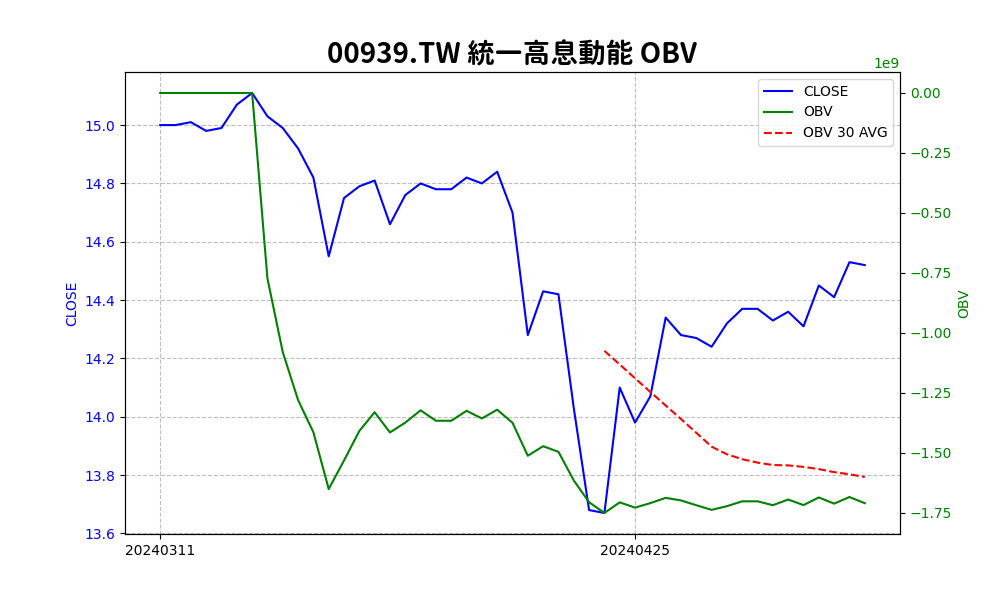 00939.TW 統一高息動能 OBV
1e9
CLOSE
OBV
OBV 30 AVG
15.0
14.8
14.6
14.4
14.2
14.0
13.8
13.6
CLOSE
0.00
−0.25
−0.50
−0.75
−1.00
−1.25
−1.50
−1.75
OBV
20240311
20240425